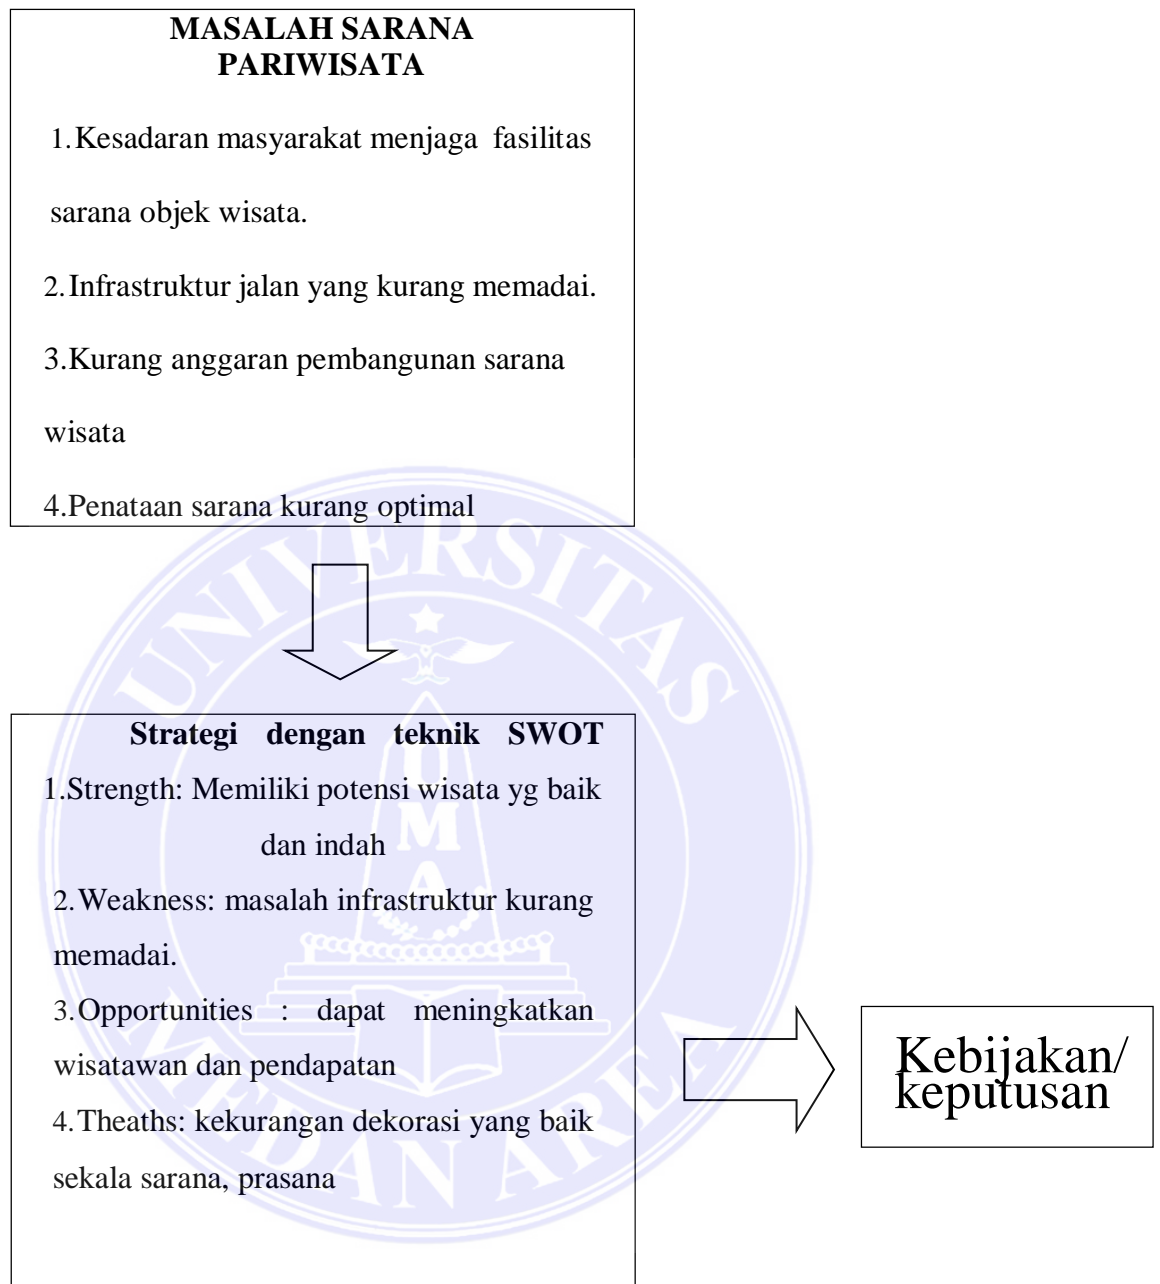 MASALAH SARANA
PARIWISATA
1.Kesadaran masyarakat menjaga fasilitas
sarana objek wisata.
2.Infrastruktur jalan yang kurang memadai.
3.Kurang anggaran pembangunan sarana
wisata
4.Penataan sarana kurang optimal
Strategi dengan teknik SWOT
1.Strength: Memiliki potensi wisata yg baik
dan indah
2.Weakness: masalah infrastruktur kurang
memadai.
3.Opportunities : dapat meningkatkan
wisatawan dan pendapatan
4.Theaths: kekurangan dekorasi yang baik
sekala sarana, prasana
Kebijakan/
keputusan
UNIVERSITAS
MEDAN AREA
U
M
A